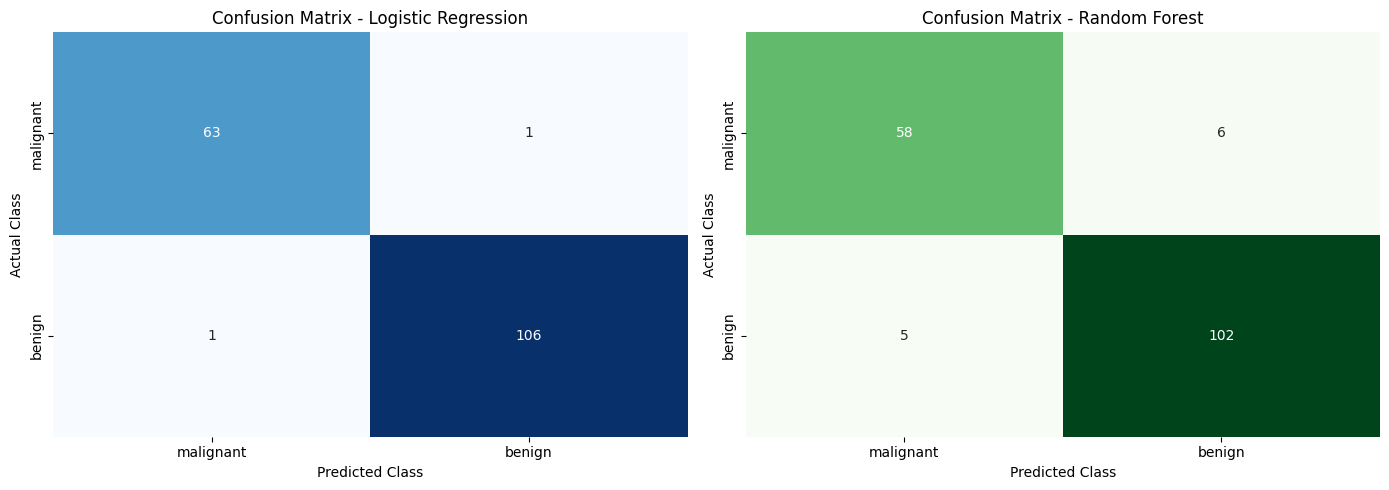 Confusion Matrix - Logistic Regression
Actual Class
malignant
benign
63
1
1
106
malignant
benign
Predicted Class
Confusion Matrix - Random Forest
Actual Class
malignant
benign
58
6
5
102
malignant
benign
Predicted Class